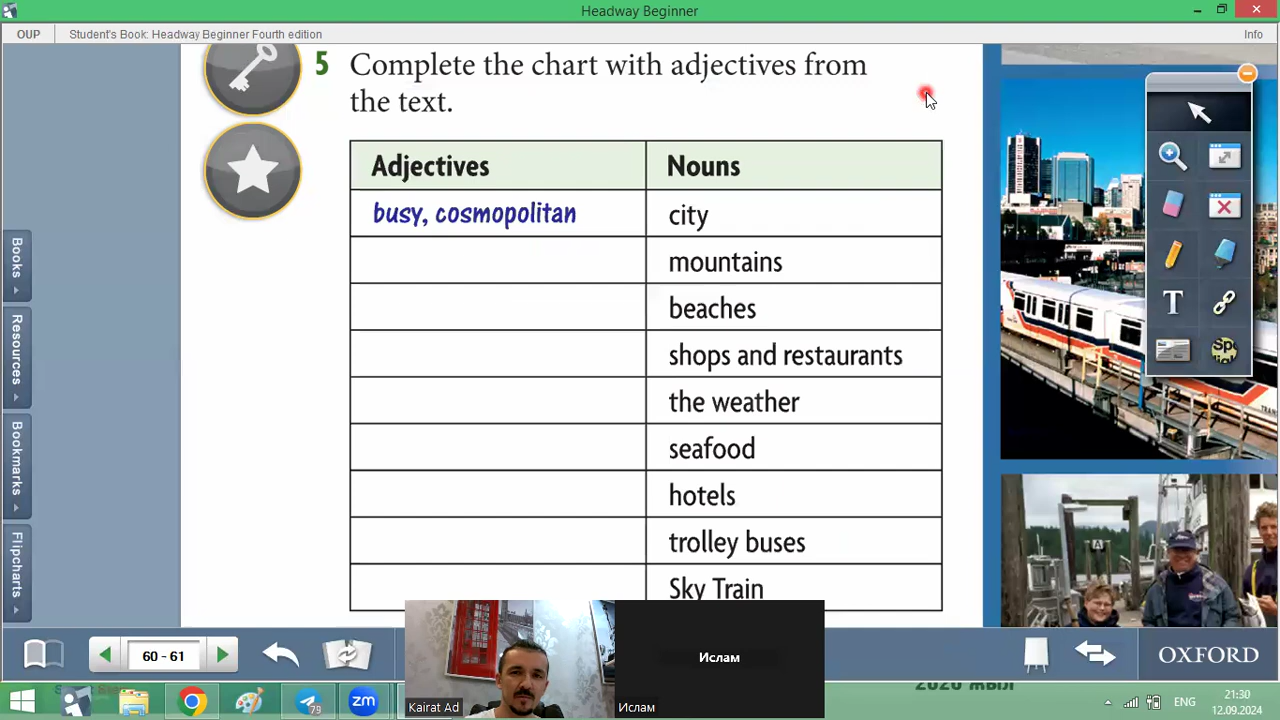 Headway Beginner
OUP
Student's Book: Headway Beginner Fourth edition
Info
5 Complete the chart with adjectives from
the text.
Adjectives Nouns
busy, cosmopolitan city
mountains
beaches
shops and restaurants
the weather
seafood
hotels
trolley buses
Sky Train
Books
Resources
Bookmarks
Flipcharts
T
A
60 - 61
OXFORD
Kairat Ad
Ислам
Ислам
79
zm
ENG
21:30
12.09.2024